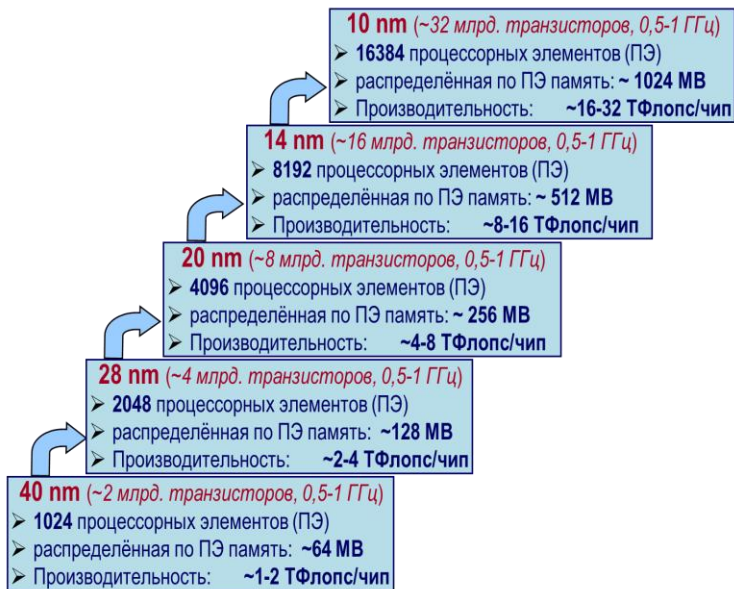 10 nm (~32 млрд. транзисторов, 0,5-1 ГГц)
➢ 16384 процессорных элементов (ПЭ)
➢ распределённая по ПЭ память: ~ 1024 MB
➢ Производительность: ~16-32 ТФлопс/чип
14 nm (~16 млрд. транзисторов, 0,5-1 ГГц)
➢ 8192 процессорных элементов (ПЭ)
➢ распределённая по ПЭ память: ~ 512 MB
➢ Производительность: ~8-16 ТФлопс/чип
20 nm (~8 млрд. транзисторов, 0,5-1 ГГц)
➢ 4096 процессорных элементов (ПЭ)
➢ распределённая по ПЭ память: ~ 256 MB
➢ Производительность: ~4-8 ТФлопс/чип
28 nm (~4 млрд. транзисторов, 0,5-1 ГГц)
➢ 2048 процессорных элементов (ПЭ)
➢ распределённая по ПЭ память: ~128 MB
➢ Производительность: ~2-4 ТФлопс/чип
40 nm (~2 млрд. транзисторов, 0,5-1 ГГц)
➢ 1024 процессорных элементов (ПЭ)
➢ распределённая по ПЭ память: ~64 MB
➢ Производительность: ~1-2 ТФлопс/чип